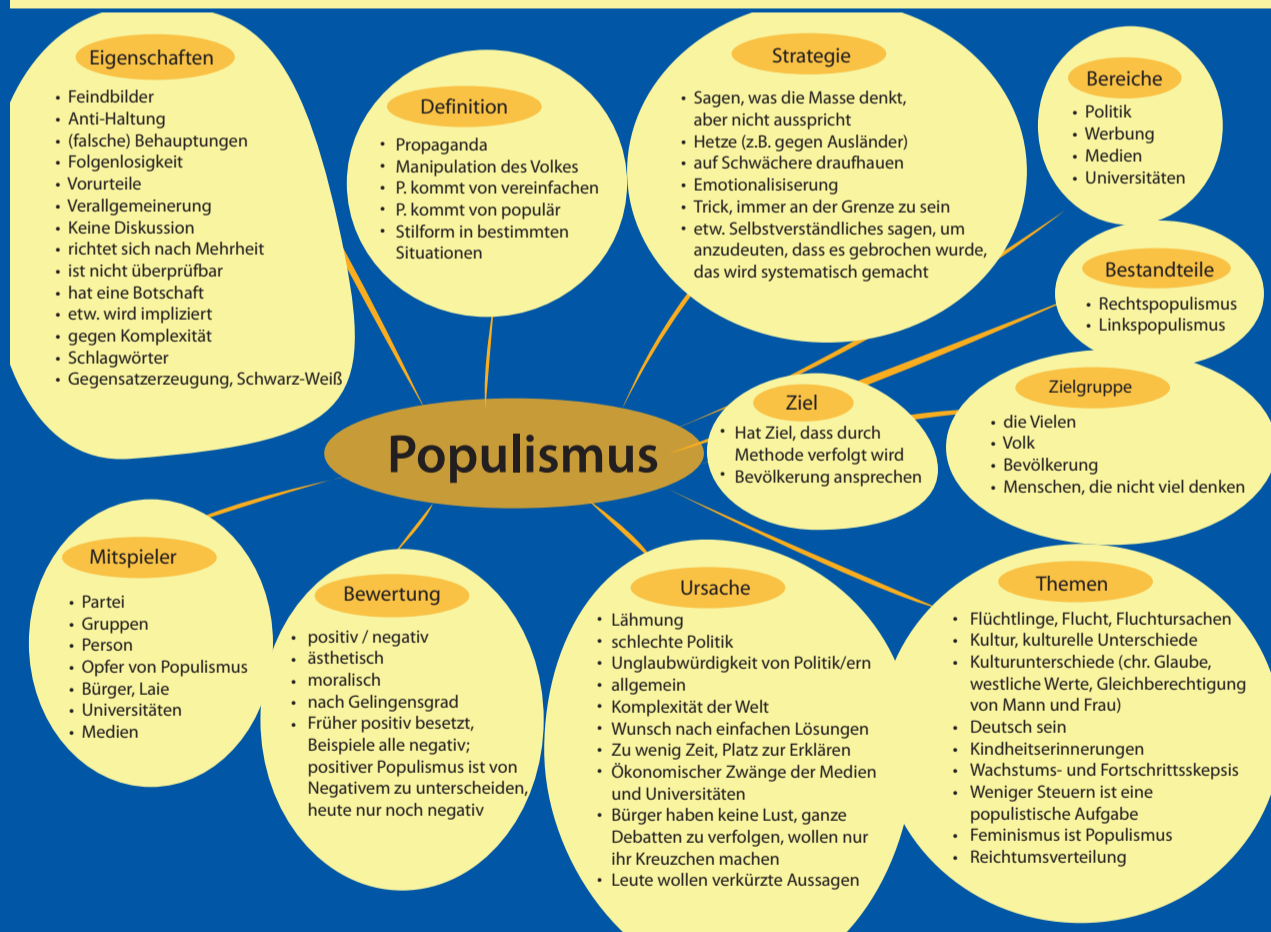 Eigenschaften
• Feindbilder
• Anti-Haltung
• (falsche) Behauptungen
• Folgenlosigkeit
• Vorurteile
• Verallgemeinerung
• Keine Diskussion
• richtet sich nach Mehrheit
• ist nicht überprüfbar
• hat eine Botschaft
• etw. wird impliziert
• gegen Komplexität
• Schlagwörter
• Gegensatzerzeugung, Schwarz-Weiß
Definition
• Propaganda
• Manipulation des Volkes
• P. kommt von vereinfachen
• P. kommt von populär
• Stilform in bestimmten
Situationen
Strategie
• Sagen, was die Masse denkt,
aber nicht ausspricht
• Hetze (z.B. gegen Ausländer)
• auf Schwächere draufhauen
• Emotionalisiserung
• Trick, immer an der Grenze zu sein
• etw. Selbstverständliches sagen, um
anzudeuten, dass es gebrochen wurde,
das wird systematisch gemacht
Bereiche
• Politik
• Werbung
• Medien
• Universitäten
Bestandteile
• Rechtspopulismus
• Linkspopulismus
Populismus
Ziel
• Hat Ziel, dass durch
Methode verfolgt wird
• Bevölkerung ansprechen
Zielgruppe
• die Vielen
• Volk
• Bevölkerung
• Menschen, die nicht viel denken
Mitspieler
• Partei
• Gruppen
• Person
• Opfer von Populismus
• Bürger, Laie
• Universitäten
• Medien
Bewertung
• positiv / negativ
• ästhetisch
• moralisch
• nach Gelingensgrad
• Früher positiv besetzt,
Beispiele alle negativ;
positiver Populismus ist von
Negativem zu unterscheiden,
heute nur noch negativ
Ursache
• Lähmung
• schlechte Politik
• Unglaubwürdigkeit von Politik/ern
• allgemein
• Komplexität der Welt
• Wunsch nach einfachen Lösungen
• Zu wenig Zeit, Platz zur Erklären
• Ökonomischer Zwänge der Medien
und Universitäten
• Bürger haben keine Lust, ganze
Debatten zu verfolgen, wollen nur
ihr Kreuzchen machen
• Leute wollen verkürzte Aussagen
Themen
• Flüchtlinge, Flucht, Fluchtursachen
• Kultur, kulturelle Unterschiede
• Kulturunterschiede (chr. Glaube,
westliche Werte, Gleichberechtigung
von Mann und Frau)
• Deutsch sein
• Kindheitserinnerungen
• Wachstums- und Fortschrittsskepsis
• Weniger Steuern ist eine
populistische Aufgabe
• Feminismus ist Populismus
• Reichtumsverteilung